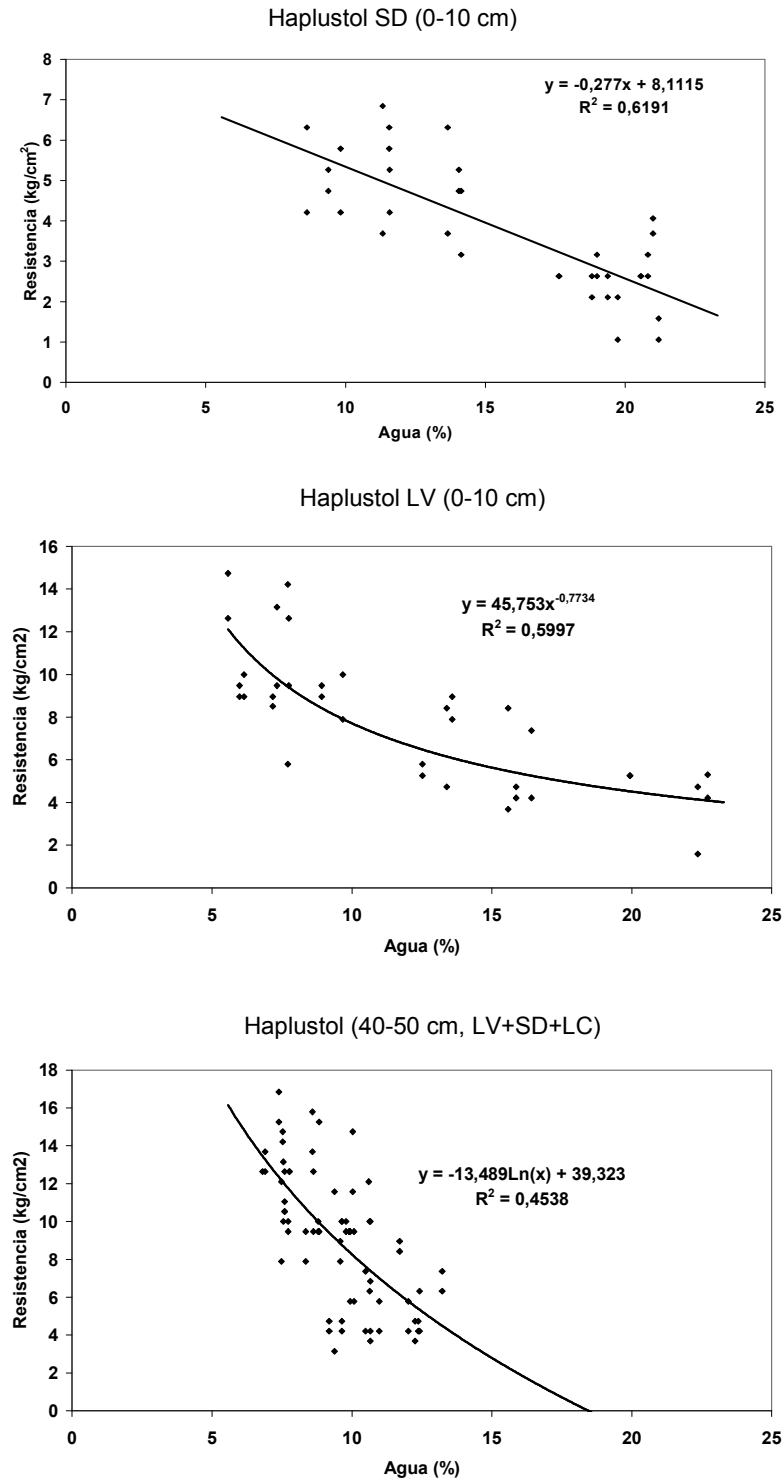 Haplustol SD (0-10 cm)
y = -0,277x + 8,1115
R² = 0,6191
Resistencia (kg/cm²)
8
7
6
5
4
3
2
1
0
0 5 10 15 20 25
Agua (%)
Haplustol LV (0-10 cm)
y = 45,753x⁻⁰,⁷⁷³⁴
R² = 0,5997
Resistencia (kg/cm2)
16
14
12
10
8
6
4
2
0
0 5 10 15 20 25
Agua (%)
Haplustol (40-50 cm, LV+SD+LC)
y = -13,489Ln(x) + 39,323
R² = 0,4538
Resistencia (kg/cm2)
18
16
14
12
10
8
6
4
2
0
0 5 10 15 20 25
Agua (%)